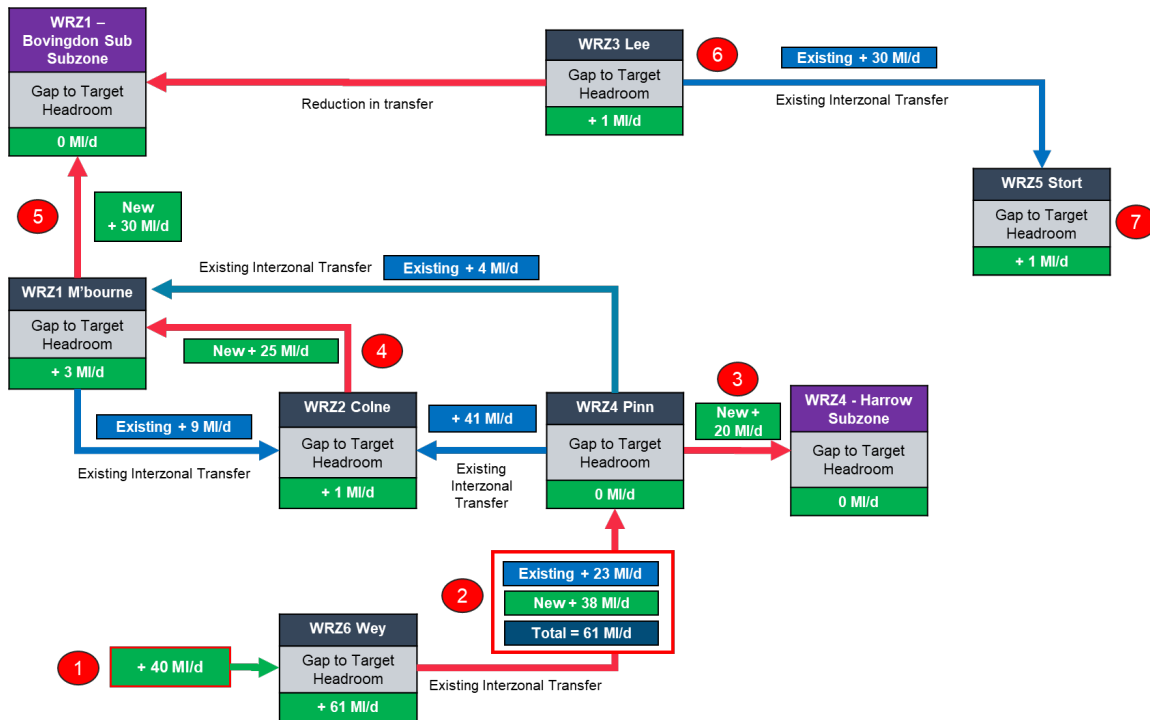 WRZ1 –
Bovingdon Sub
Subzone
Gap to Target
Headroom
0 Ml/d
WRZ3 Lee
Gap to Target
Headroom
+ 1 Ml/d
6
Existing + 30 Ml/d
Existing Interzonal Transfer
Reduction in transfer
WRZ5 Stort
Gap to Target
Headroom
+ 1 Ml/d
7
5
New
+ 30 Ml/d
Existing Interzonal Transfer
Existing + 4 Ml/d
WRZ1 M'bourne
Gap to Target
Headroom
+ 3 Ml/d
New + 25 Ml/d
4
3
Existing + 9 Ml/d
Existing Interzonal Transfer
WRZ2 Colne
Gap to Target
Headroom
+ 1 Ml/d
+ 41 Ml/d
Existing
Interzonal
Transfer
WRZ4 Pinn
Gap to Target
Headroom
0 Ml/d
New +
20 Ml/d
WRZ4 - Harrow
Subzone
Gap to Target
Headroom
0 Ml/d
2
Existing + 23 Ml/d
New + 38 Ml/d
Total = 61 Ml/d
1
+ 40 Ml/d
WRZ6 Wey
Gap to Target
Headroom
+ 61 Ml/d
Existing Interzonal Transfer